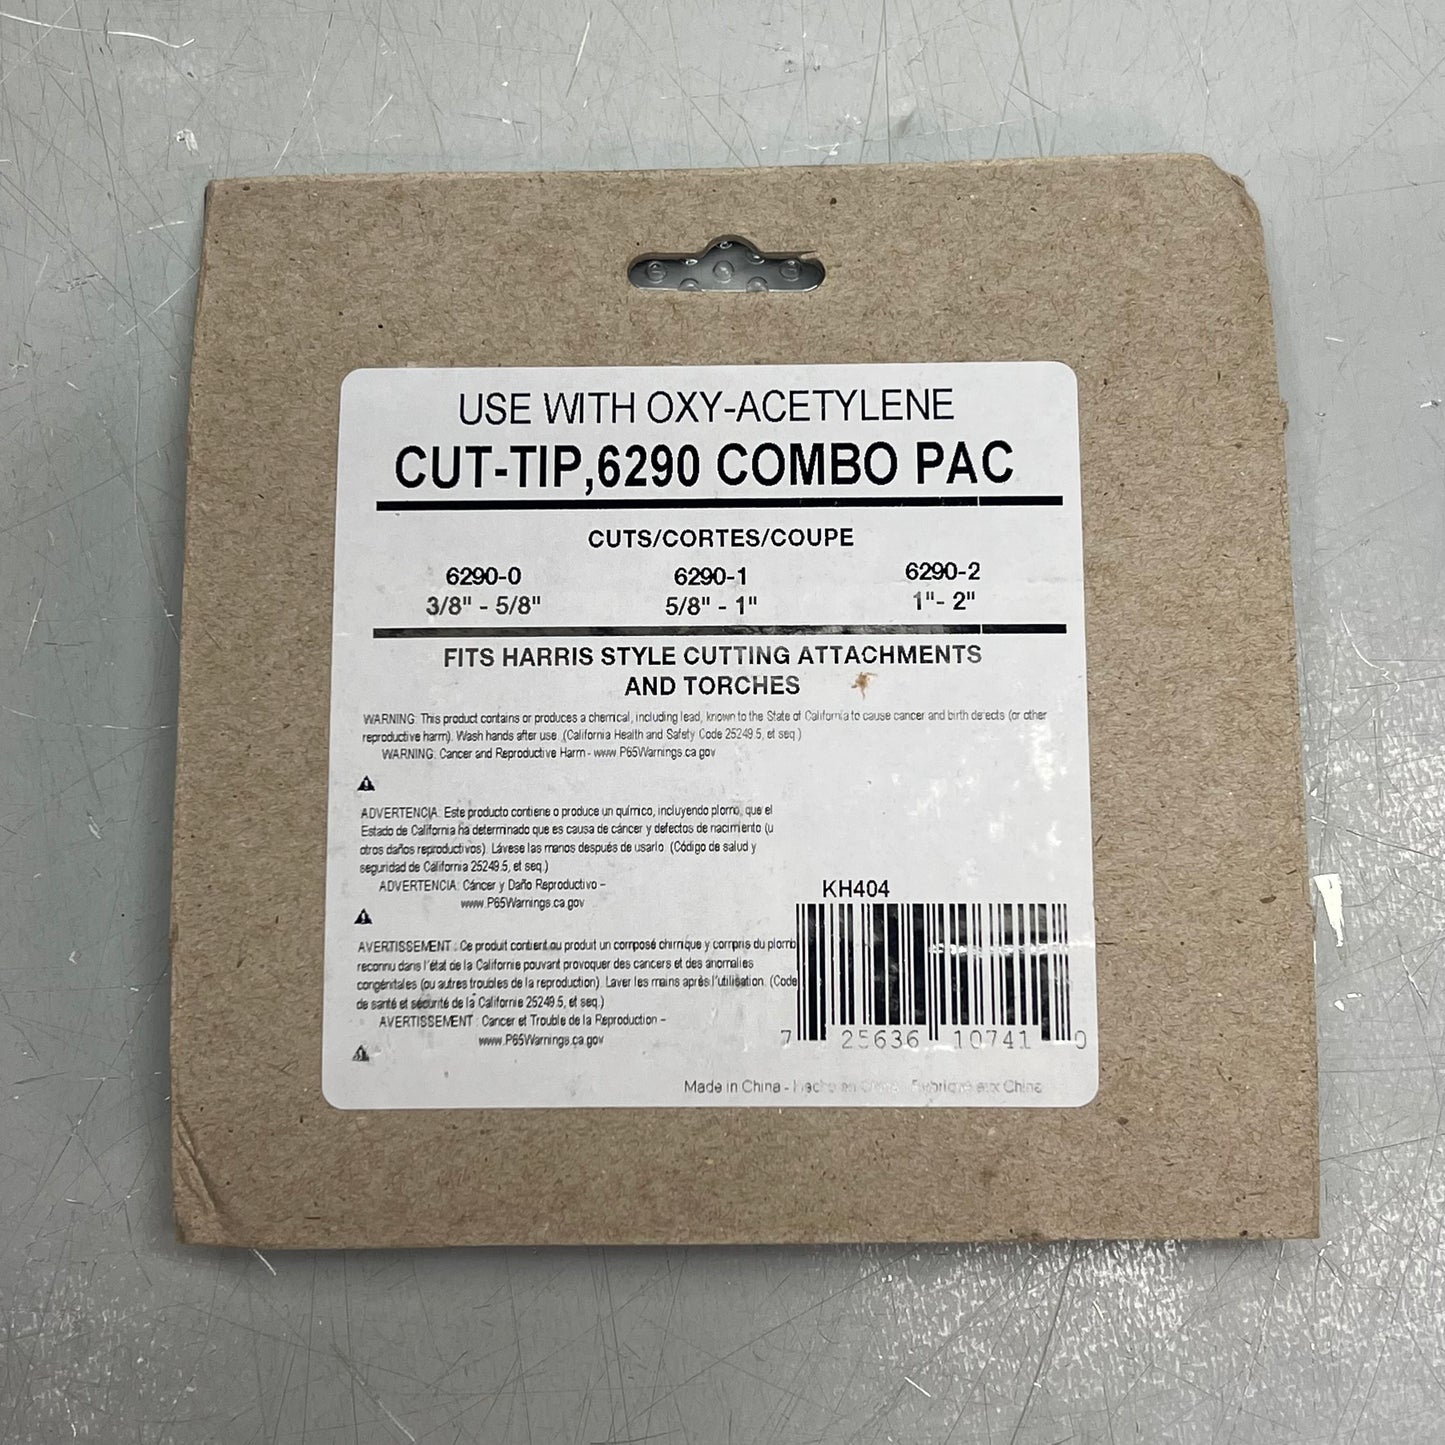 USE WITH OXY-ACETYLENE
CUT-TIP,6290 COMBO PAC
CUTS/CORTES/COUPE
6290-0 6290-1 6290-2
3/8" - 5/8" 5/8" - 1" 1"- 2"
FITS HARRIS STYLE CUTTING ATTACHMENTS
AND TORCHES
WARNING: This product contains or produces a chemical, including lead, known to the State of California to cause cancer and birth defects (or other
reproductive harm). Wash hands after use. (California Health and Safety Code 25249.5, et seq.)
WARNING: Cancer and Reproductive Harm - www.P65Warnings.ca.gov
ADVERTENCIA: Este producto contiene o produce un químico, incluyendo plomo, que el
Estado de California ha determinado que es causa de cáncer y defectos de nacimiento (u
otros daños reproductivos). Lávese las manos después de usarlo. (Código de salud y
seguridad de California 25249.5, et seq.)
ADVERTENCIA: Cáncer y Daño Reproductivo –
www.P65Warnings.ca.gov
AVERTISSEMENT : Ce produit contient ou produit un composé chimique y compris du plomb
reconnu dans l'état de la Californie pouvant provoquer des cancers et des anomalies
congénitales (ou autres troubles de la reproduction). Laver les mains après l'utilisation. (Code
de santé et sécurité de la Californie 25249.5, et seq.)
AVERTISSEMENT : Cancer et Trouble de la Reproduction –
www.P65Warnings.ca.gov
KH404
7 25636 10741 0
Made in China - Hecho en China - Fabriqué aux China